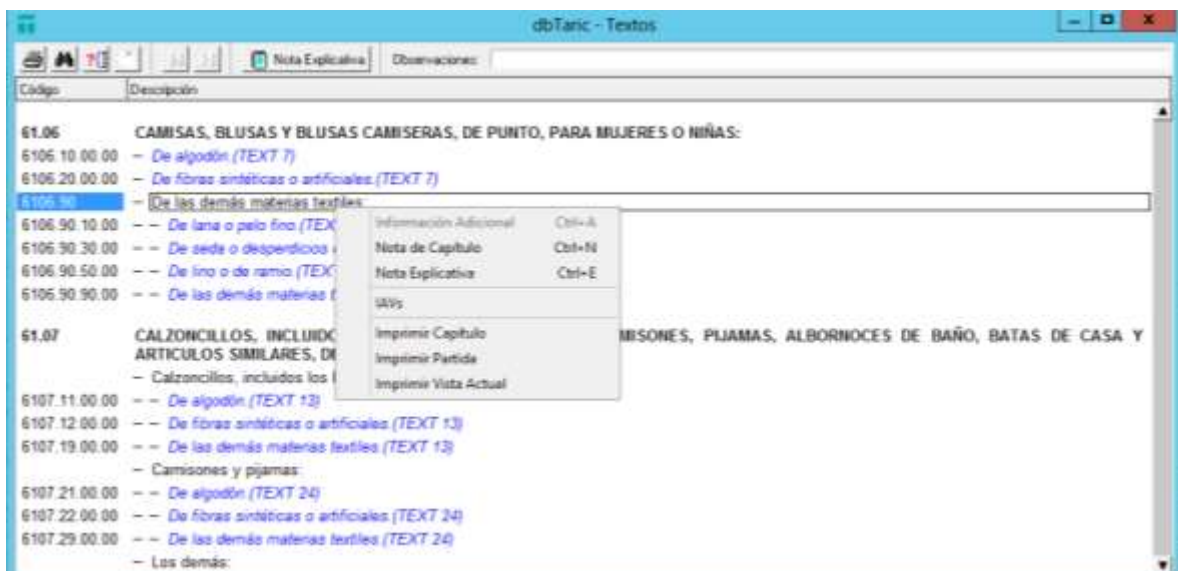 dbTaric - Textos
Nota Explicativa Observaciones:
Código Descripción
61.06 CAMISAS, BLUSAS Y BLUSAS CAMISERAS, DE PUNTO, PARA MUJERES O NIÑAS:
6106.10.00.00 – De algodón.(TEXT 7)
6106.20.00.00 – De fibras sintéticas o artificiales.(TEXT 7)
6106.90 – De las demás materias textiles:
6106.90.10.00 – – De lana o pelo fino.(TEX
6106.90.30.00 – – De seda o desperdicios
6106.90.50.00 – – De lino o de ramio.(TEX
6106.90.90.00 – – De las demás materias
Información Adicional Ctrl+A
Nota de Capítulo Ctrl+N
Nota Explicativa Ctrl+E
IAVs
Imprimir Capítulo
Imprimir Partida
Imprimir Vista Actual
61.07 CALZONCILLOS, INCLUIDO MISONES, PIJAMAS, ALBORNOCES DE BAÑO, BATAS DE CASA Y
ARTICULOS SIMILARES, DE
– Calzoncillos, incluidos los
6107.11.00.00 – – De algodón.(TEXT 13)
6107.12.00.00 – – De fibras sintéticas o artificiales.(TEXT 13)
6107.19.00.00 – – De las demás materias textiles.(TEXT 13)
– Camisones y pijamas:
6107.21.00.00 – – De algodón.(TEXT 24)
6107.22.00.00 – – De fibras sintéticas o artificiales.(TEXT 24)
6107.29.00.00 – – De las demás materias textiles.(TEXT 24)
– Los demás: